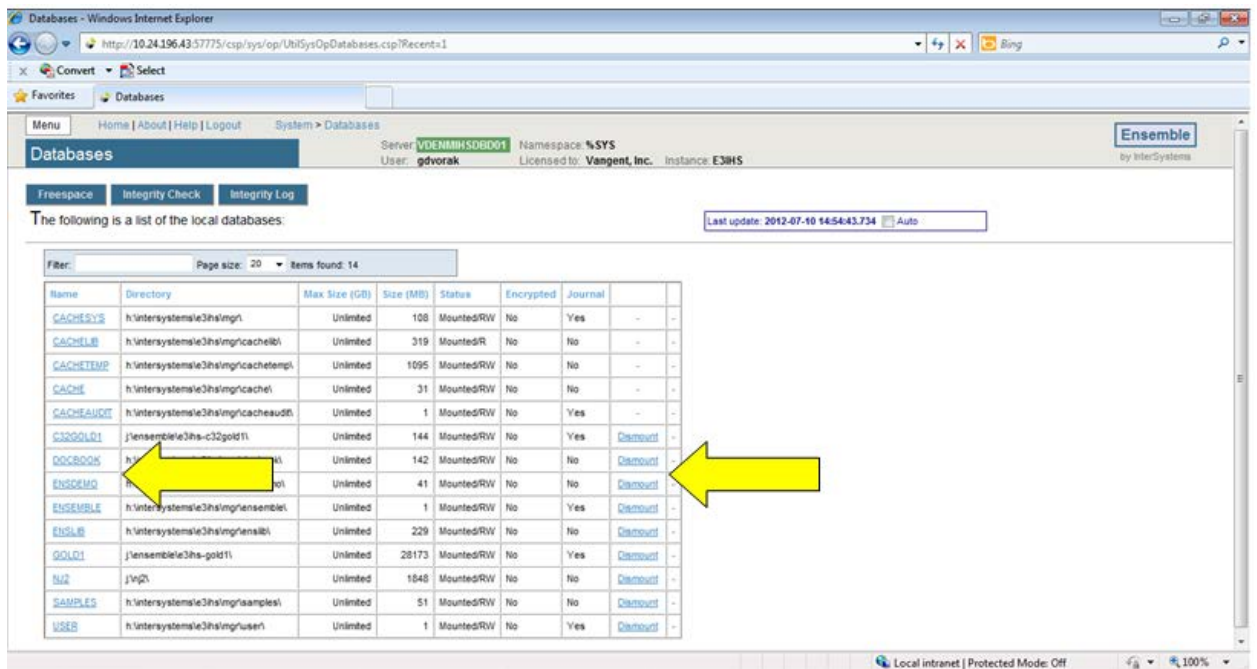 Databases - Windows Internet Explorer
http://10.24.196.43:57775/csp/sys/op/UtilSysOpDatabases.csp?Recent=1
Bing
x Convert Select
Favorites Databases
Menu Home | About | Help | Logout System > Databases
Server: VDENMIHSDBD01 Namespace: %SYS
Ensemble
Databases
User: gdvorak Licensed to: Vangent, Inc. Instance: E3IHS
by InterSystems
Freespace Integrity Check Integrity Log
The following is a list of the local databases:
Last update: 2012-07-10 14:54:43.734 Auto
Filter: Page size: 20 Items found: 14
Name Directory Max Size (GB) Size (MB) Status Encrypted Journal
CACHESYS h:\intersystems\e3ihs\mgr\ Unlimited 108 Mounted/RW No Yes - -
CACHELIB h:\intersystems\e3ihs\mgr\cachelib\ Unlimited 319 Mounted/R No No - -
CACHETEMP h:\intersystems\e3ihs\mgr\cachetemp\ Unlimited 1095 Mounted/RW No No - -
CACHE h:\intersystems\e3ihs\mgr\cache\ Unlimited 31 Mounted/RW No No - -
CACHEAUDIT h:\intersystems\e3ihs\mgr\cacheaudit\ Unlimited 1 Mounted/RW No Yes - -
C32GOLD1 j:\ensemble\e3ihs-c32gold1\ Unlimited 144 Mounted/RW No Yes Dismount -
DOCBOOK Unlimited 142 Mounted/RW No No Dismount -
ENSDEMO Unlimited 41 Mounted/RW No No Dismount -
ENSEMBLE h:\intersystems\e3ihs\mgr\ensemble\ Unlimited 1 Mounted/RW No Yes Dismount -
ENSLIB h:\intersystems\e3ihs\mgr\enslib\ Unlimited 229 Mounted/RW No No Dismount -
GOLD1 j:\ensemble\e3ihs-gold1\ Unlimited 28173 Mounted/RW No Yes Dismount -
NJ2 j:\nj2\ Unlimited 1848 Mounted/RW No No Dismount -
SAMPLES h:\intersystems\e3ihs\mgr\samples\ Unlimited 51 Mounted/RW No No Dismount -
USER h:\intersystems\e3ihs\mgr\user\ Unlimited 1 Mounted/RW No Yes Dismount -
Local intranet | Protected Mode: Off 100%